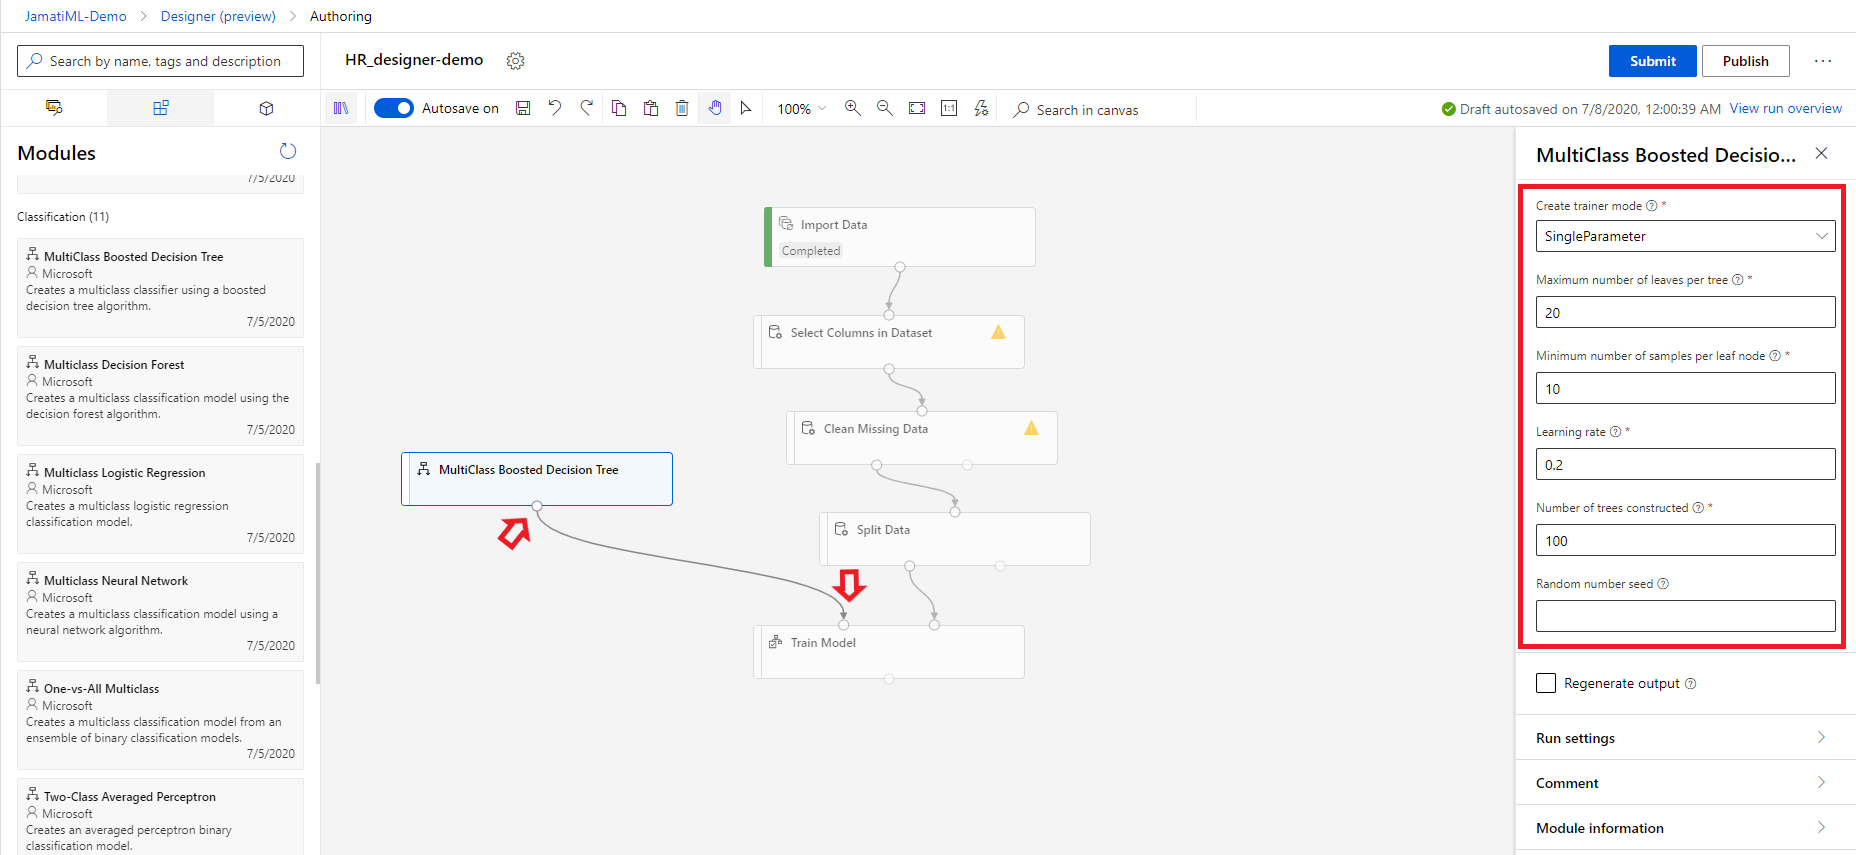 JamatiML-Demo > Designer (preview) > Authoring
Search by name, tags and description
HR_designer-demo
Submit
Publish
Autosave on
100%
1:1
Search in canvas
Draft autosaved on 7/8/2020, 12:00:39 AM
View run overview
Modules
7/5/2020
Classification (11)
MultiClass Boosted Decision Tree
Microsoft
Creates a multiclass classifier using a boosted
decision tree algorithm.
7/5/2020
Multiclass Decision Forest
Microsoft
Creates a multiclass classification model using the
decision forest algorithm.
7/5/2020
Multiclass Logistic Regression
Microsoft
Creates a multiclass logistic regression
classification model.
7/5/2020
Multiclass Neural Network
Microsoft
Creates a multiclass classification model using a
neural network algorithm.
7/5/2020
One-vs-All Multiclass
Microsoft
Creates a multiclass classification model from an
ensemble of binary classification models.
7/5/2020
Two-Class Averaged Perceptron
Microsoft
Creates an averaged perceptron binary
classification model.
Import Data
Completed
Select Columns in Dataset
Clean Missing Data
MultiClass Boosted Decision Tree
Split Data
Train Model
MultiClass Boosted Decisio...
Create trainer mode *
SingleParameter
Maximum number of leaves per tree *
20
Minimum number of samples per leaf node *
10
Learning rate *
0.2
Number of trees constructed *
100
Random number seed
Regenerate output
Run settings
Comment
Module information